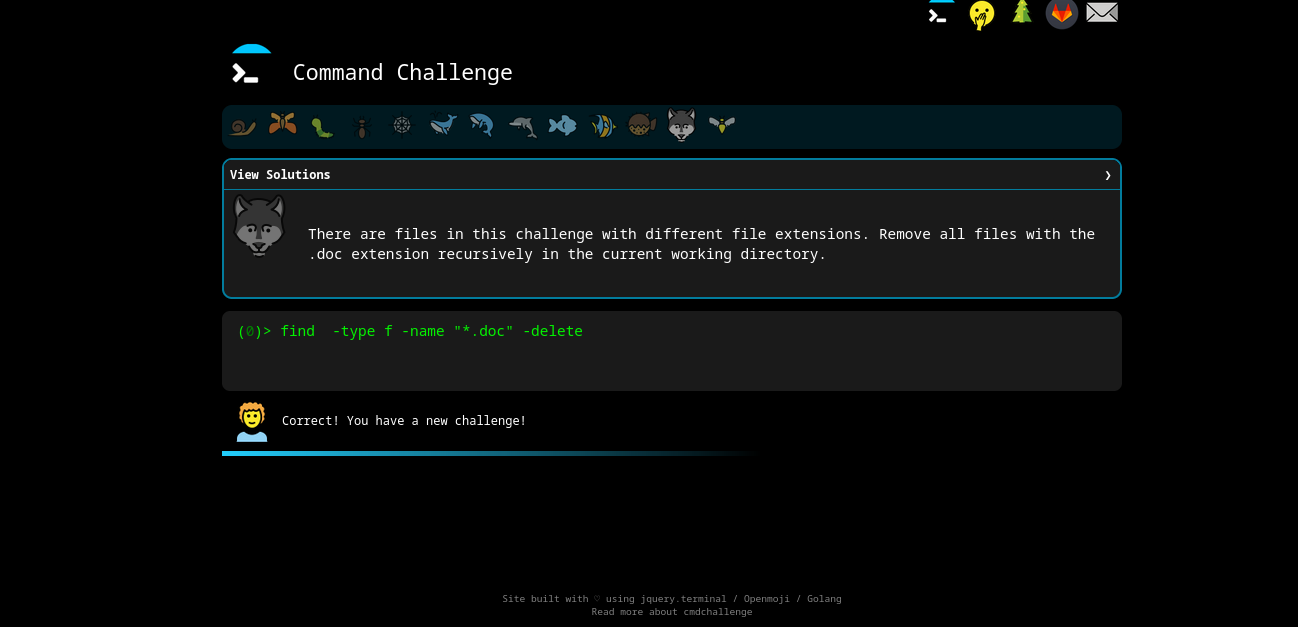 Command Challenge
View Solutions ❯
There are files in this challenge with different file extensions. Remove all files with the
.doc extension recursively in the current working directory.
(0)> find  -type f -name "*.doc" -delete
Correct! You have a new challenge!
Site built with ♡ using jquery.terminal / Openmoji / Golang
Read more about cmdchallenge